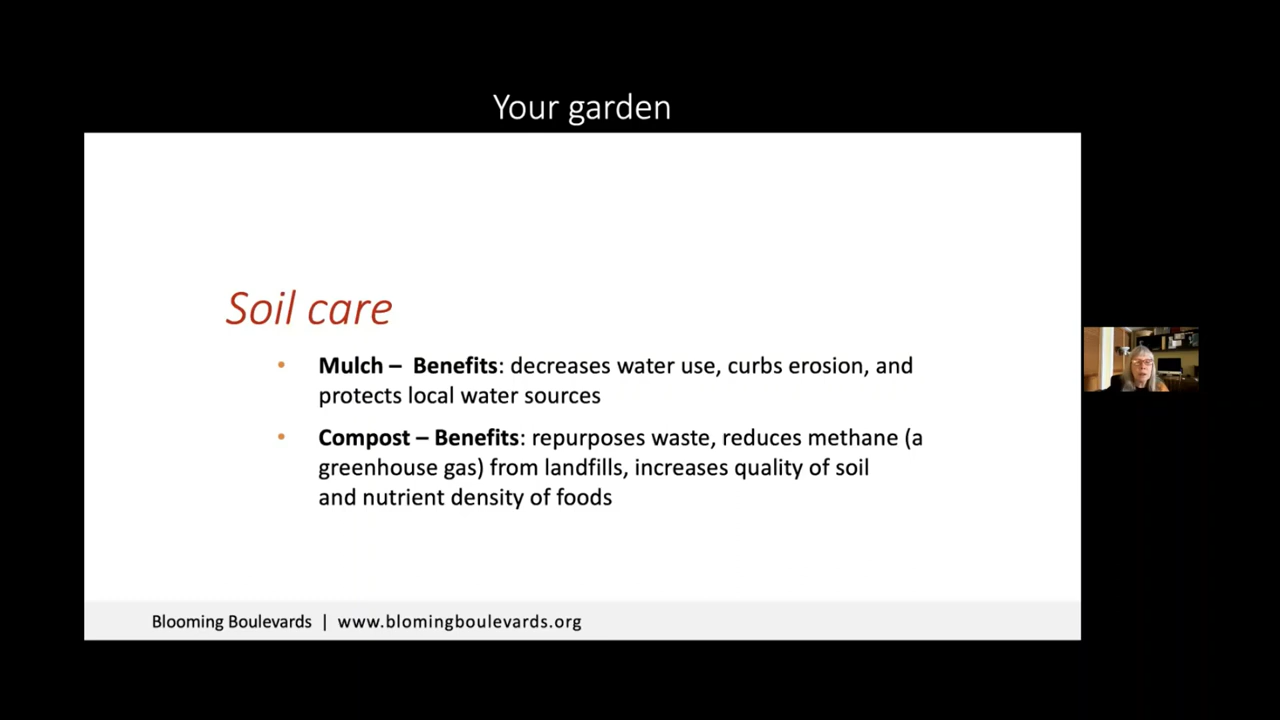 Your garden
Soil care
• Mulch – Benefits: decreases water use, curbs erosion, and
protects local water sources
• Compost – Benefits: repurposes waste, reduces methane (a
greenhouse gas) from landfills, increases quality of soil
and nutrient density of foods
Blooming Boulevards | www.blomingboulevards.org